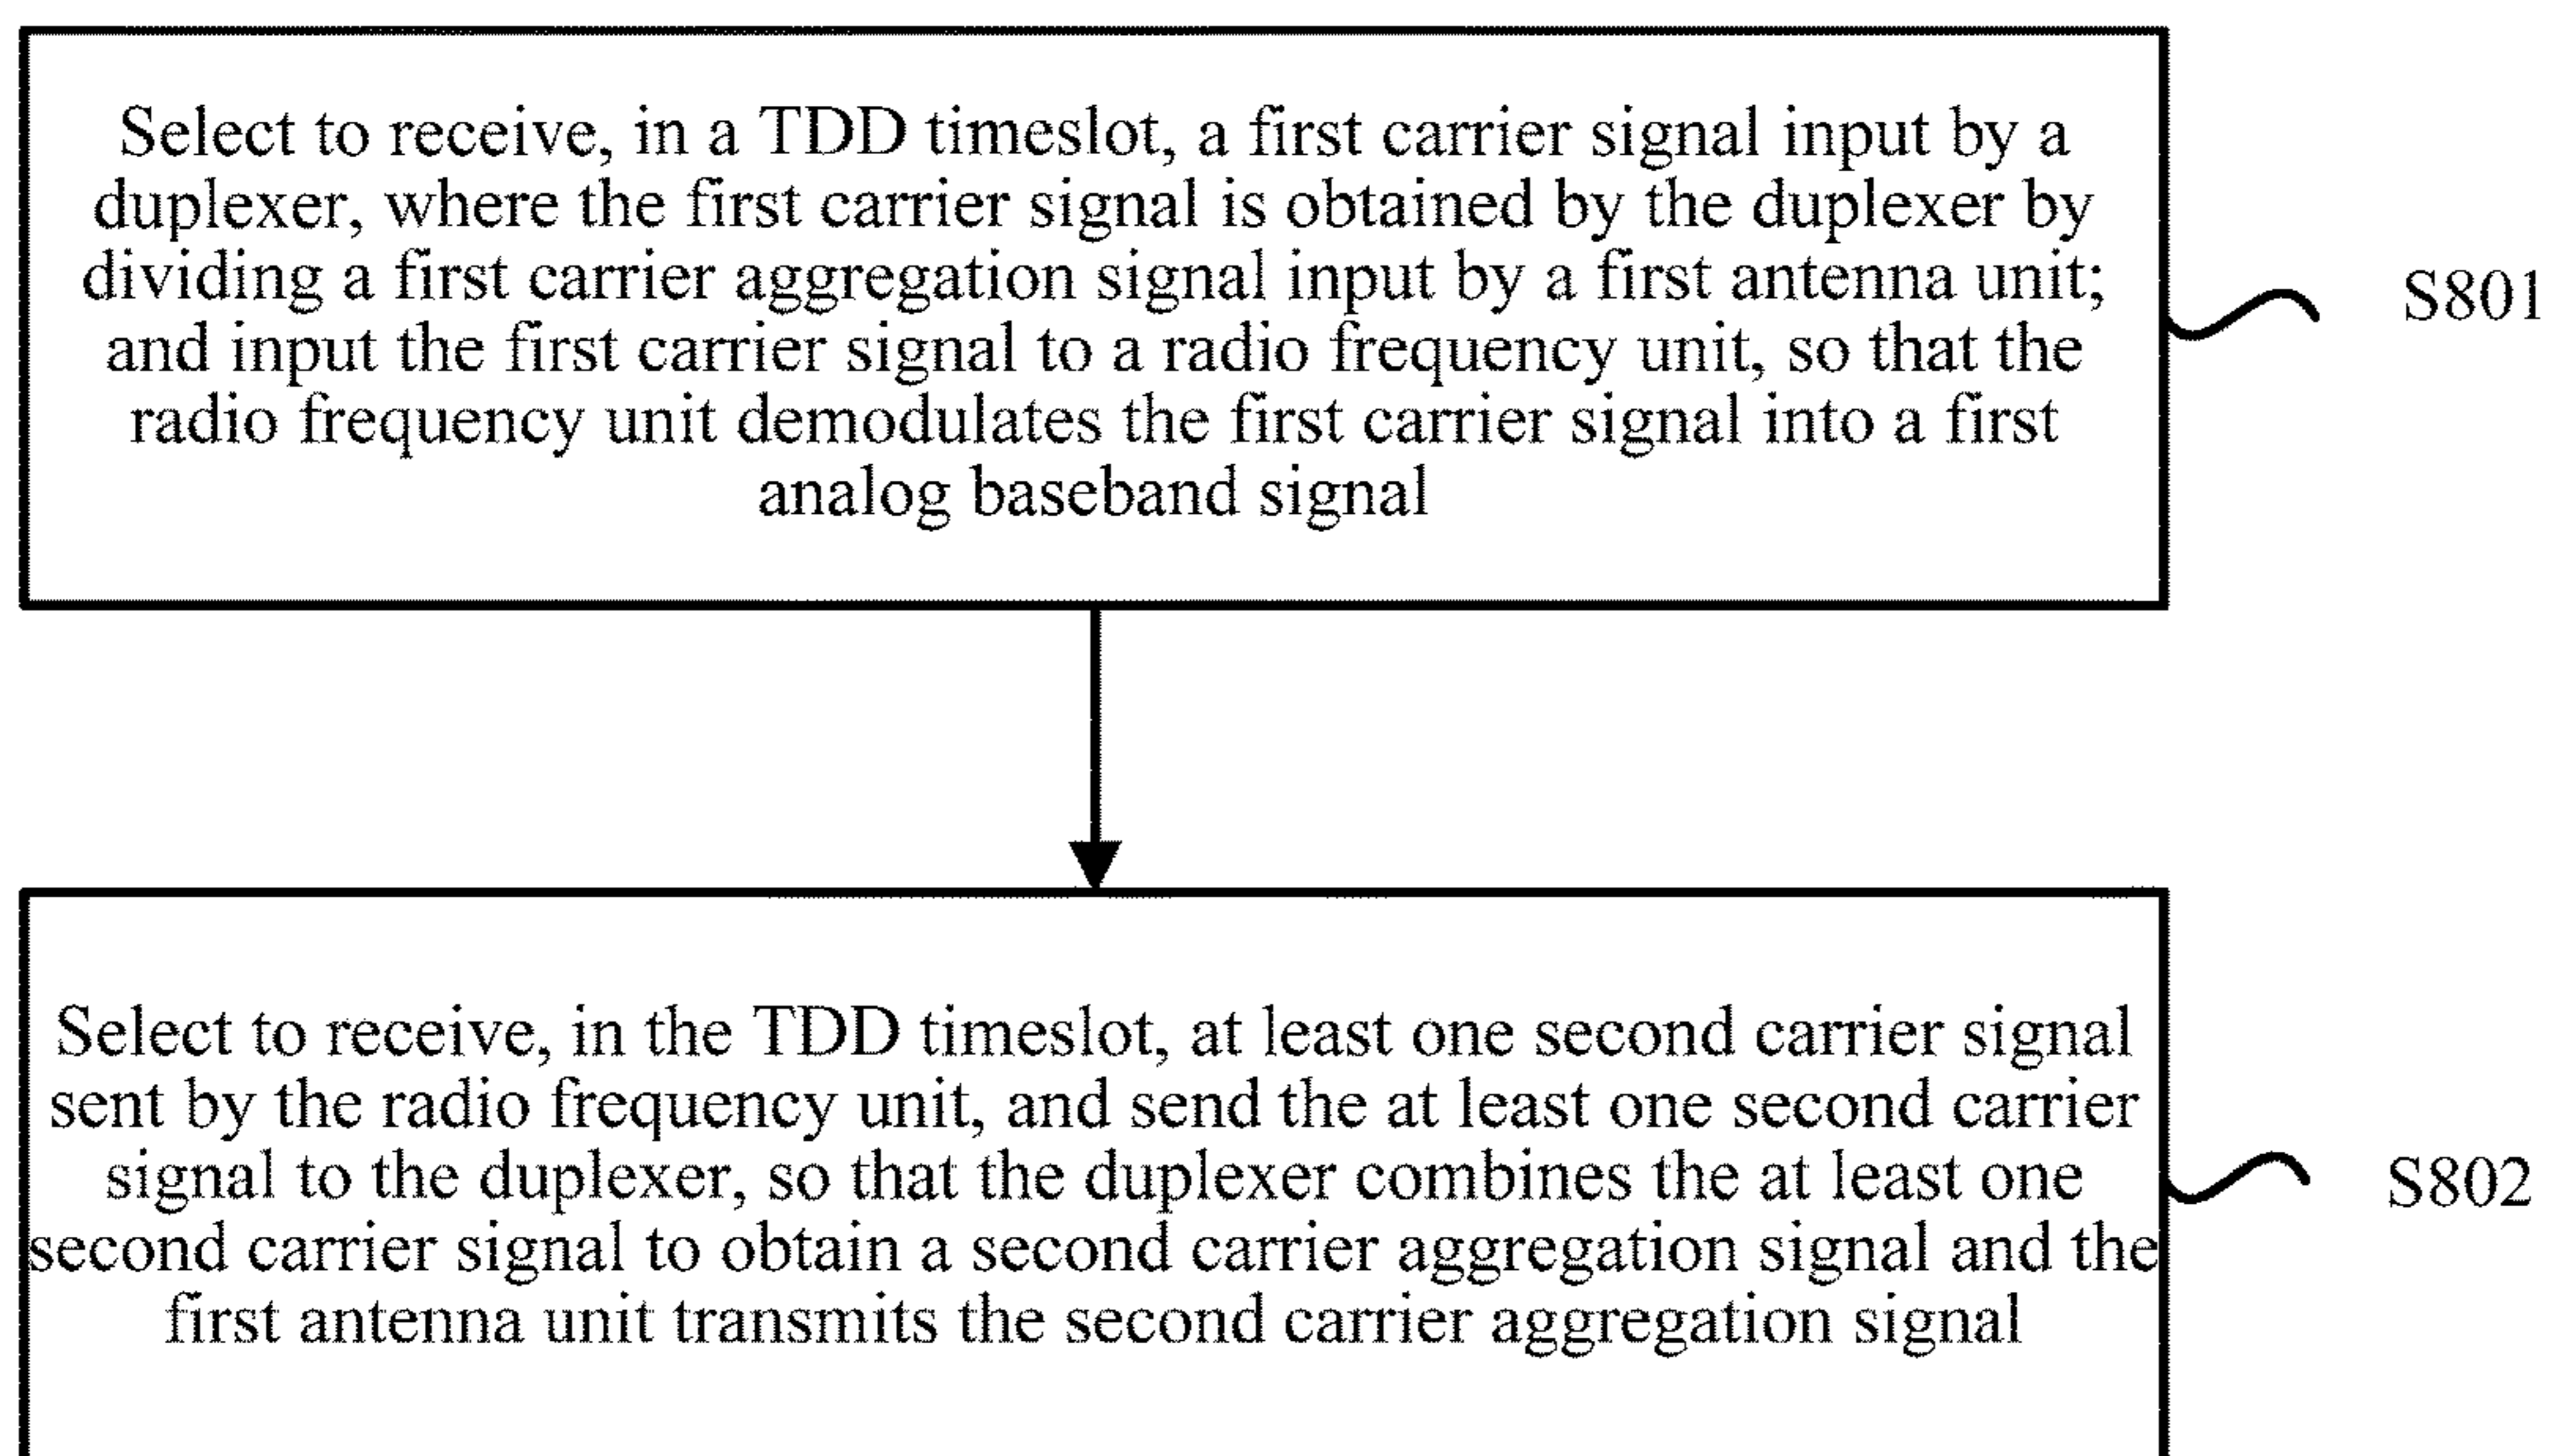 Select to receive, in a TDD timeslot, a first carrier signal input by a
duplexer, where the first carrier signal is obtained by the duplexer by
dividing a first carrier aggregation signal input by a first antenna unit;
and input the first carrier signal to a radio frequency unit, so that the
radio frequency unit demodulates the first carrier signal into a first
analog baseband signal
S801
Select to receive, in the TDD timeslot, at least one second carrier signal
sent by the radio frequency unit, and send the at least one second carrier
signal to the duplexer, so that the duplexer combines the at least one
second carrier signal to obtain a second carrier aggregation signal and the
first antenna unit transmits the second carrier aggregation signal
S802